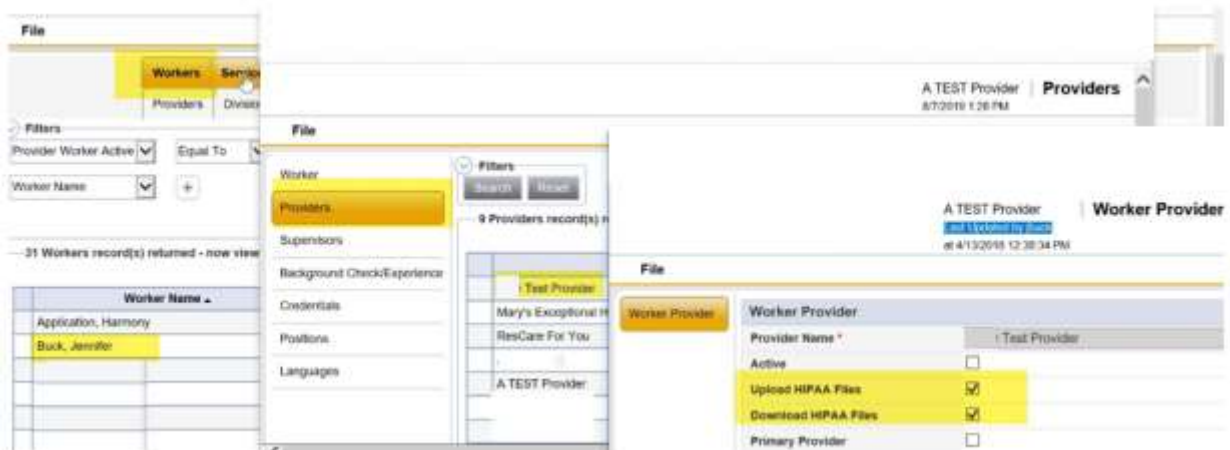 File
Workers
Providers Division
Filters
Provider Worker Active Equal To
Worker Name +
31 Workers record(s) returned - now view
Worker Name
Application, Harmony
Buck, Jennifer
A TEST Provider Providers
8/7/2019 1:28 PM
File
Worker
Providers
Supervisors
Background Check/Experience
Credentials
Positions
Languages
Filters
Search Reset
9 Providers record(s)
Test Provider
Mary's Exceptional
ResCare For You
A TEST Provider
A TEST Provider Worker Provider
Last Updated by Buck
at 4/13/2018 12:38:34 PM
File
Worker Provider
Worker Provider
Provider Name * Test Provider
Active
Upload HIPAA Files
Download HIPAA Files
Primary Provider